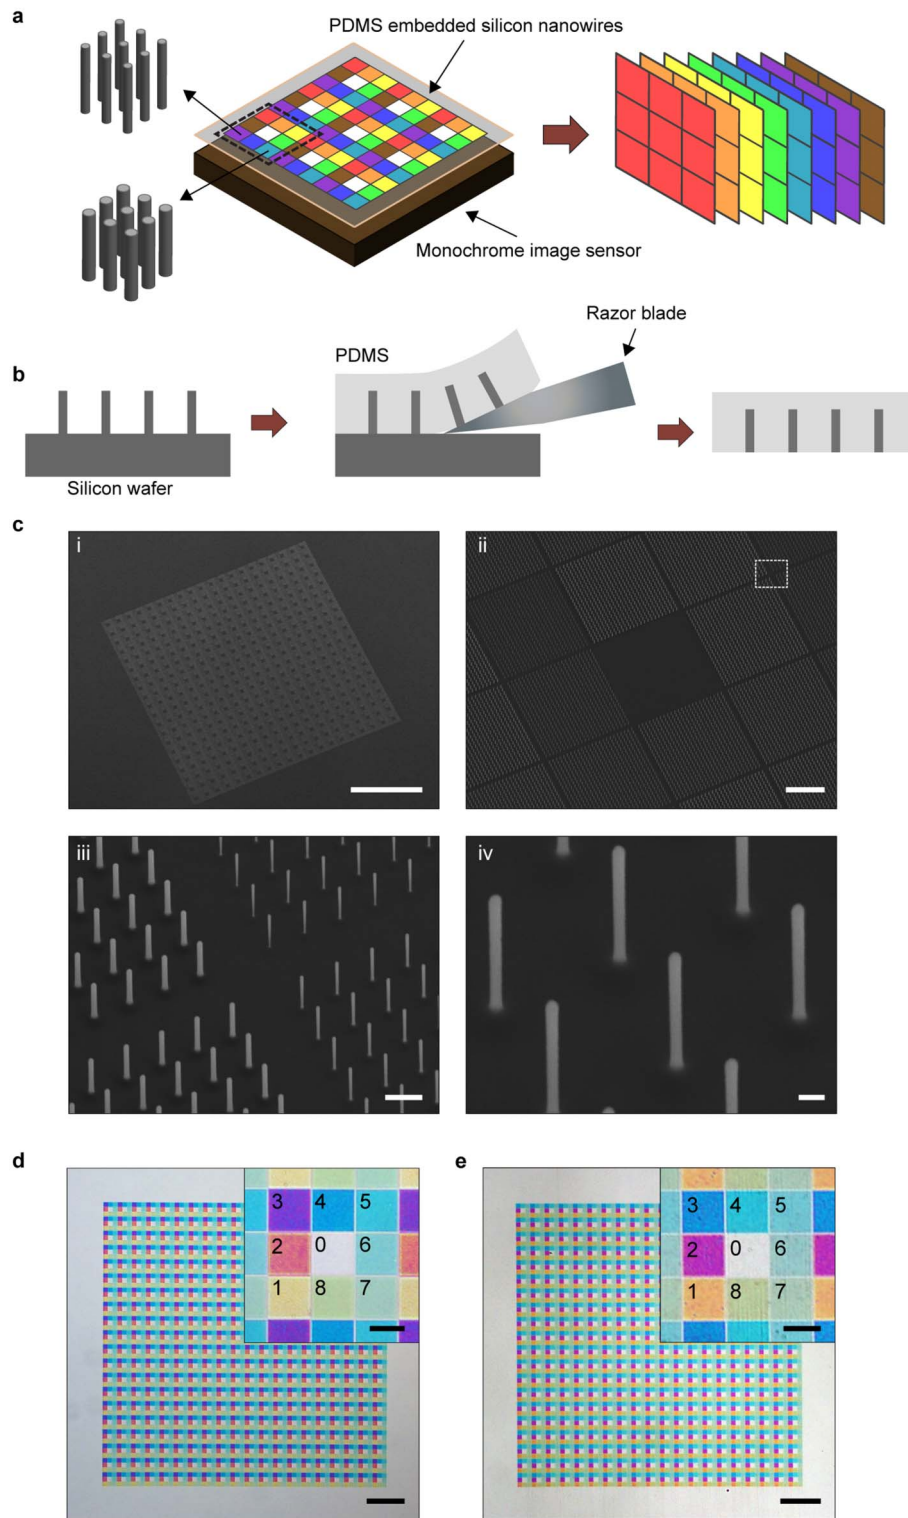 a
PDMS embedded silicon nanowires
Monochrome image sensor
b
PDMS
Razor blade
Silicon wafer
c
i
ii
iii
iv
d
3 4 5
2 0 6
1 8 7
e
3 4 5
2 0 6
1 8 7